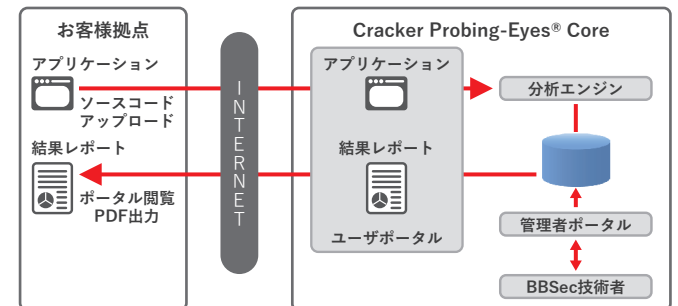 お客様拠点
アプリケーション
ソースコード
アップロード
結果レポート
ポータル閲覧
PDF出力
INTERNET
Cracker Probing-Eyes® Core
アプリケーション
結果レポート
ユーザポータル
分析エンジン
管理者ポータル
BBSec技術者